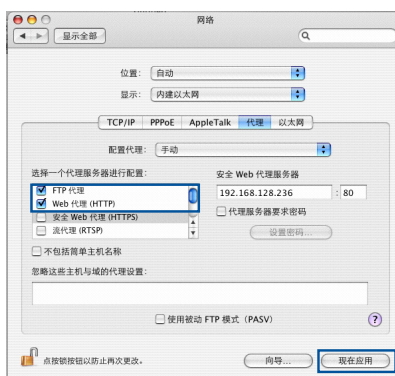 网络
显示全部
位置： 自动
显示： 内建以太网
TCP/IP PPPoE AppleTalk 代理 以太网
配置代理： 手动
选择一个代理服务器进行配置：
FTP 代理
Web 代理 (HTTP)
安全 Web 代理 (HTTPS)
流代理 (RTSP)
安全 Web 代理服务器
192.168.128.236 : 80
代理服务器要求密码
设置密码...
不包括简单主机名称
忽略这些主机与域的代理设置：
使用被动 FTP 模式（PASV）
?
点按锁按钮以防止再次更改。
向导...
现在应用